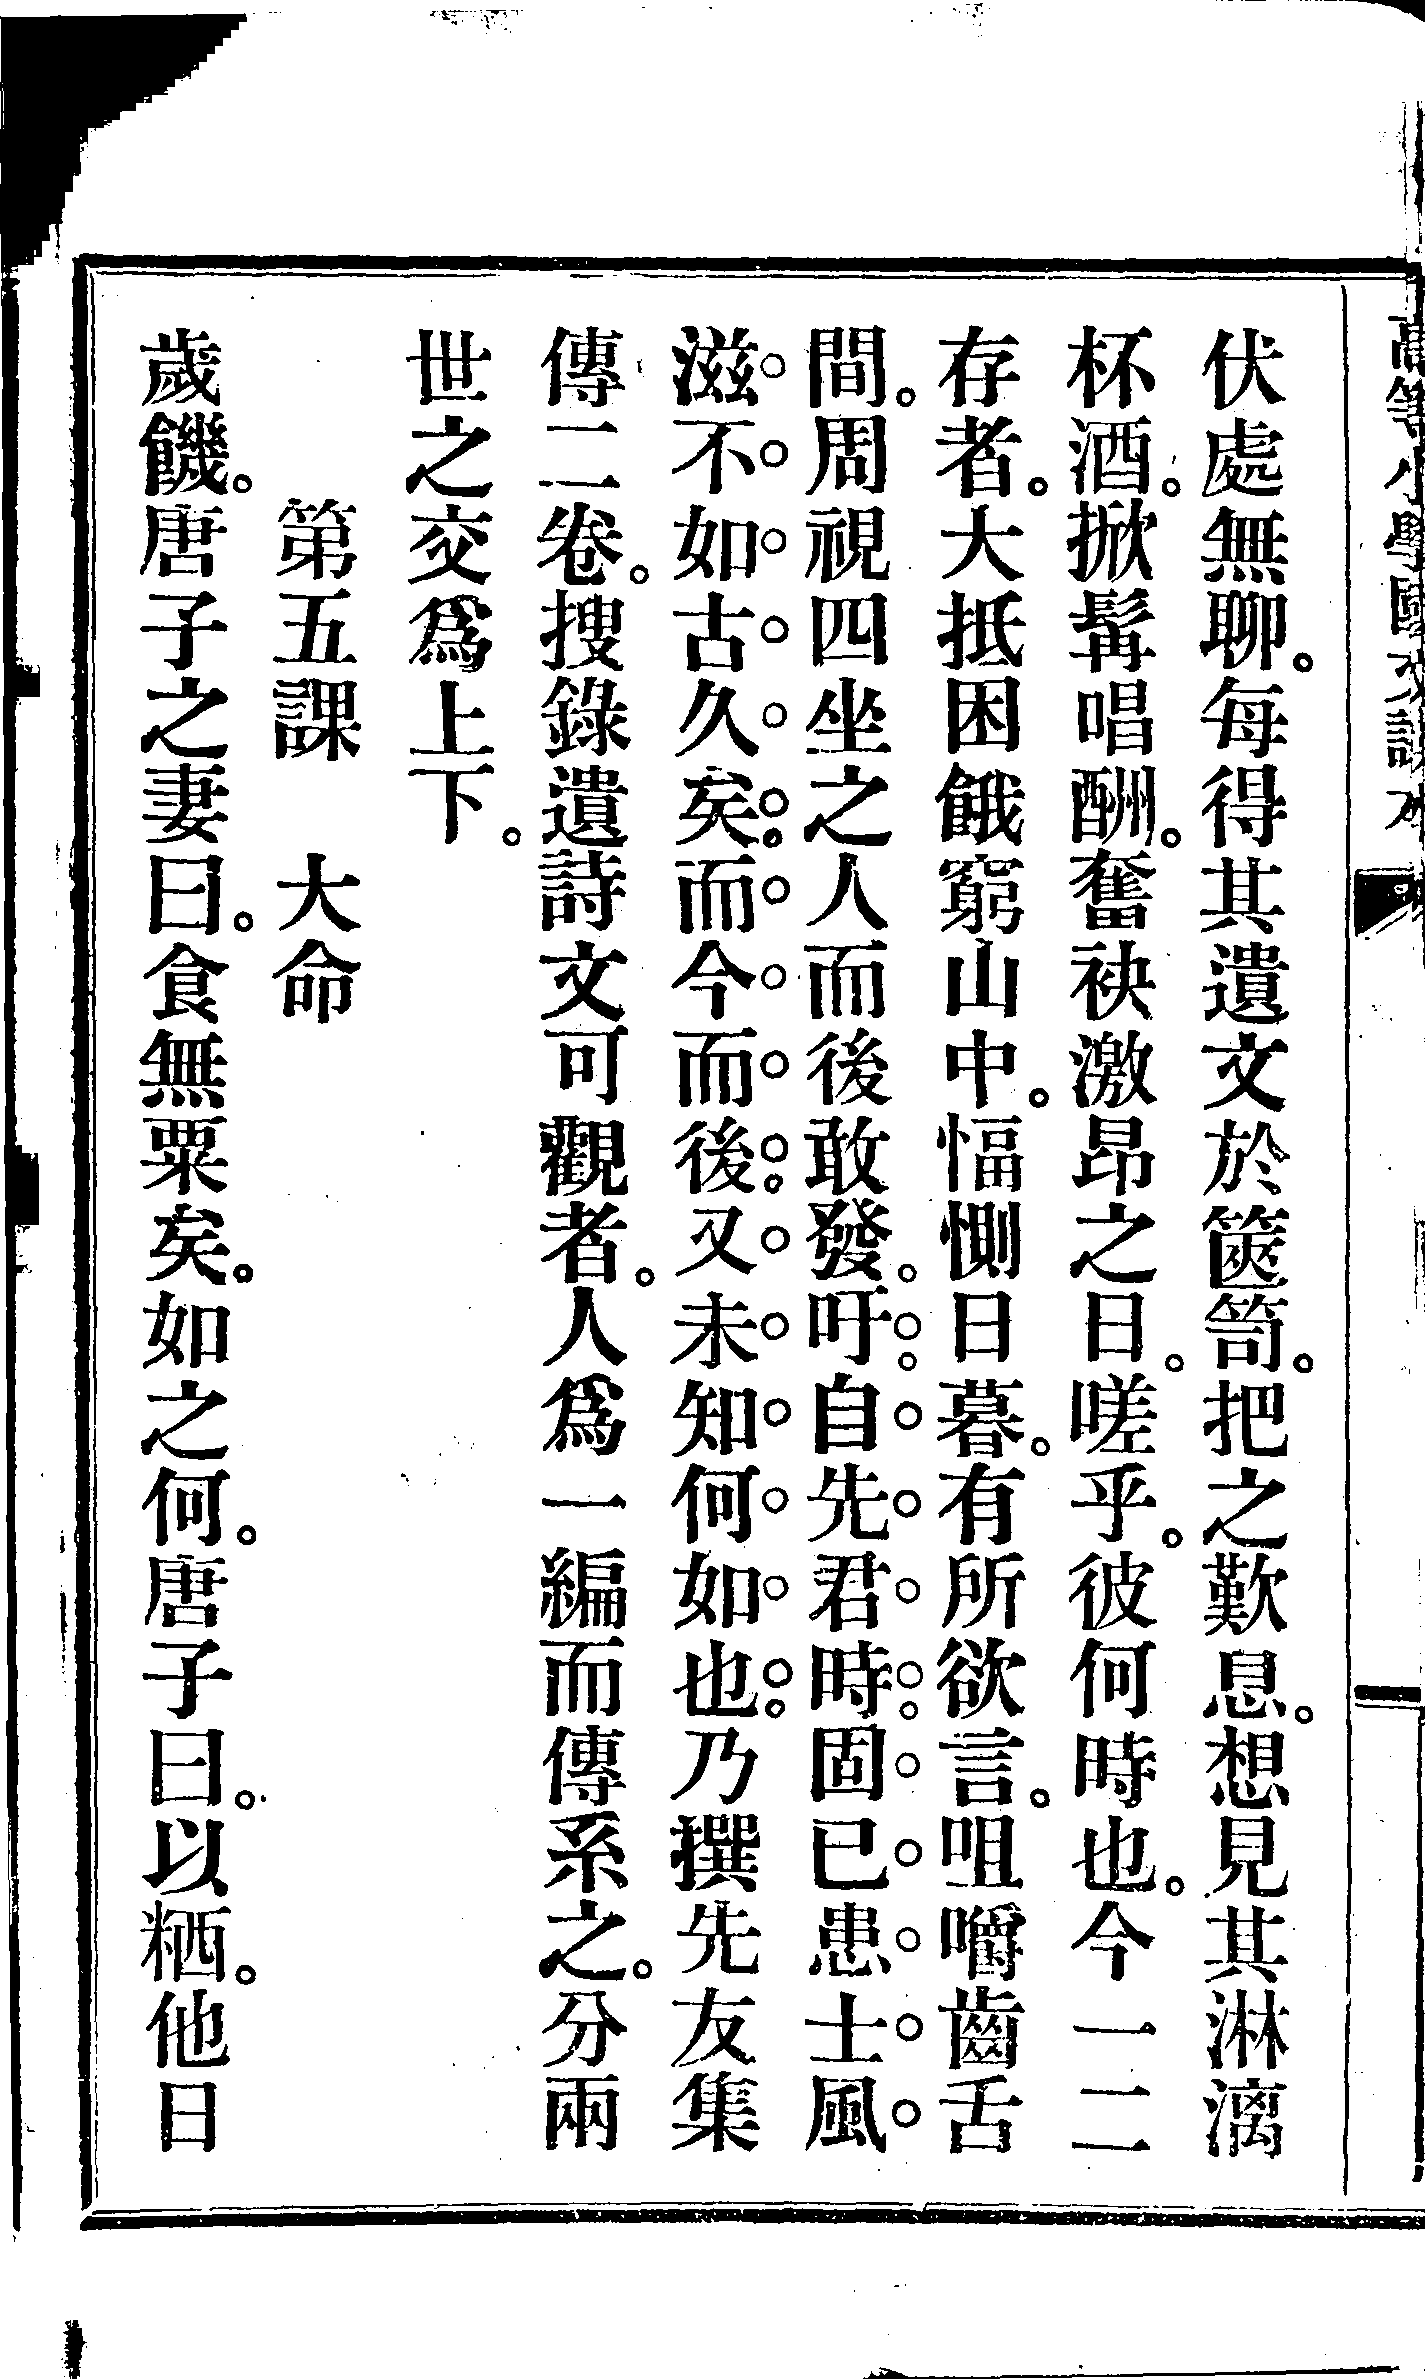 高等小學國文讀本
伏處無聊。每得其遺文於篋笥。把之歎息。想見其淋漓
杯酒。掀髯唱酬。奮袂激昂之日。嗟乎。彼何時也。今一二
存者。大抵困餓窮山中。愊惻日暮。有所欲言。咀嚼齒舌
間。周視四坐之人而後敢發。吁。自先君時。固已患士風
滋不如古久矣。而今而後。又未知何如也。乃撰先友集
傳二卷。搜錄遺詩文可觀者。人爲一編而傳系之。分兩
世之交爲上下。
第五課　大命
歲饑。唐子之妻曰。食無粟矣。如之何。唐子曰。以粞。他日